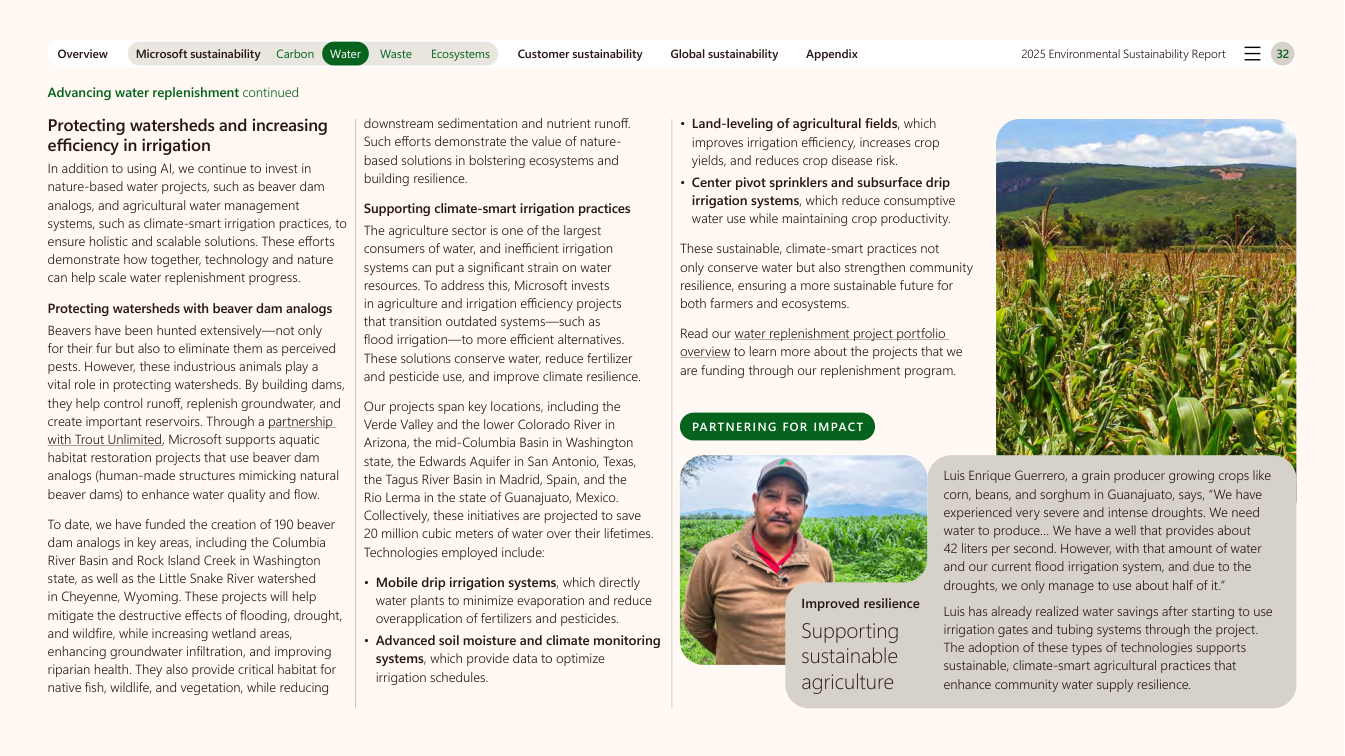 Overview
Microsoft sustainability
Carbon
Water
Waste
Ecosystems
Customer sustainability
Global sustainability
Appendix
2025 Environmental Sustainability Report
32
Advancing water replenishment continued
Protecting watersheds and increasing
efficiency in irrigation
In addition to using AI, we continue to invest in
nature-based water projects, such as beaver dam
analogs, and agricultural water management
systems, such as climate-smart irrigation practices, to
ensure holistic and scalable solutions. These efforts
demonstrate how together, technology and nature
can help scale water replenishment progress.
Protecting watersheds with beaver dam analogs
Beavers have been hunted extensively—not only
for their fur but also to eliminate them as perceived
pests. However, these industrious animals play a
vital role in protecting watersheds. By building dams,
they help control runoff, replenish groundwater, and
create important reservoirs. Through a partnership
with Trout Unlimited, Microsoft supports aquatic
habitat restoration projects that use beaver dam
analogs (human-made structures mimicking natural
beaver dams) to enhance water quality and flow.
To date, we have funded the creation of 190 beaver
dam analogs in key areas, including the Columbia
River Basin and Rock Island Creek in Washington
state, as well as the Little Snake River watershed
in Cheyenne, Wyoming. These projects will help
mitigate the destructive effects of flooding, drought,
and wildfire, while increasing wetland areas,
enhancing groundwater infiltration, and improving
riparian health. They also provide critical habitat for
native fish, wildlife, and vegetation, while reducing
downstream sedimentation and nutrient runoff.
Such efforts demonstrate the value of nature-
based solutions in bolstering ecosystems and
building resilience.
Supporting climate-smart irrigation practices
The agriculture sector is one of the largest
consumers of water, and inefficient irrigation
systems can put a significant strain on water
resources. To address this, Microsoft invests
in agriculture and irrigation efficiency projects
that transition outdated systems—such as
flood irrigation—to more efficient alternatives.
These solutions conserve water, reduce fertilizer
and pesticide use, and improve climate resilience.
Our projects span key locations, including the
Verde Valley and the lower Colorado River in
Arizona, the mid-Columbia Basin in Washington
state, the Edwards Aquifer in San Antonio, Texas,
the Tagus River Basin in Madrid, Spain, and the
Rio Lerma in the state of Guanajuato, Mexico.
Collectively, these initiatives are projected to save
20 million cubic meters of water over their lifetimes.
Technologies employed include:
• Mobile drip irrigation systems, which directly
water plants to minimize evaporation and reduce
overapplication of fertilizers and pesticides.
• Advanced soil moisture and climate monitoring
systems, which provide data to optimize
irrigation schedules.
• Land-leveling of agricultural fields, which
improves irrigation efficiency, increases crop
yields, and reduces crop disease risk.
• Center pivot sprinklers and subsurface drip
irrigation systems, which reduce consumptive
water use while maintaining crop productivity.
These sustainable, climate-smart practices not
only conserve water but also strengthen community
resilience, ensuring a more sustainable future for
both farmers and ecosystems.
Read our water replenishment project portfolio
overview to learn more about the projects that we
are funding through our replenishment program.
PARTNERING FOR IMPACT
Improved resilience
Supporting
sustainable
agriculture
Luis Enrique Guerrero, a grain producer growing crops like
corn, beans, and sorghum in Guanajuato, says, “We have
experienced very severe and intense droughts. We need
water to produce... We have a well that provides about
42 liters per second. However, with that amount of water
and our current flood irrigation system, and due to the
droughts, we only manage to use about half of it.”
Luis has already realized water savings after starting to use
irrigation gates and tubing systems through the project.
The adoption of these types of technologies supports
sustainable, climate-smart agricultural practices that
enhance community water supply resilience.